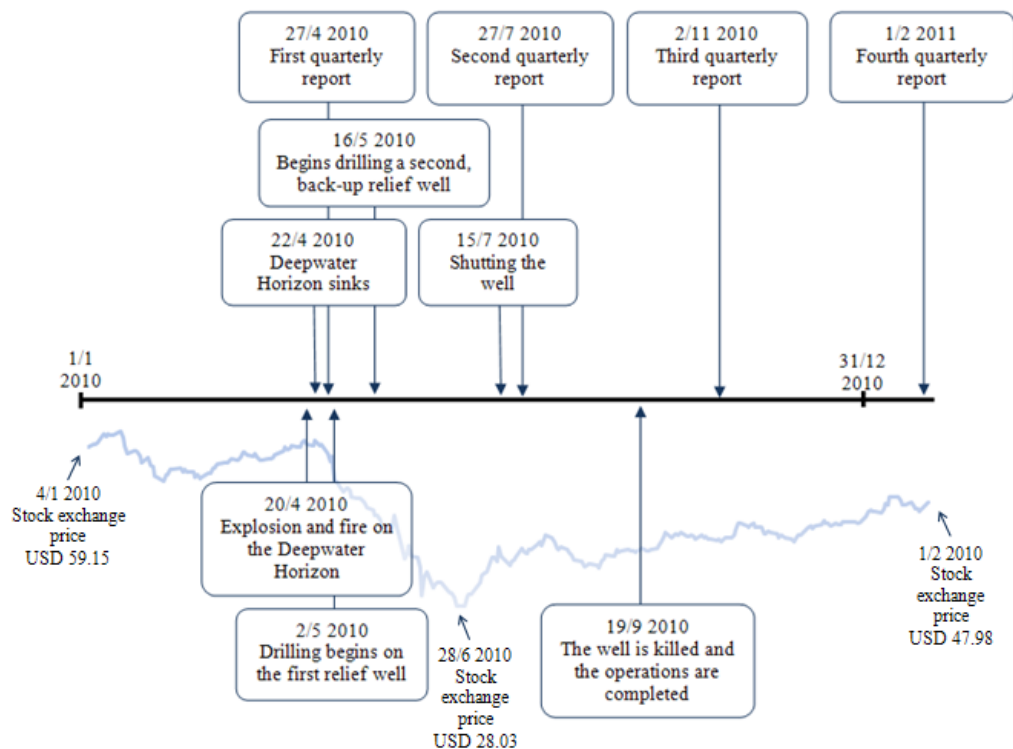 27/4 2010
First quarterly
report
27/7 2010
Second quarterly
report
2/11 2010
Third quarterly
report
1/2 2011
Fourth quarterly
report
16/5 2010
Begins drilling a second,
back-up relief well
22/4 2010
Deepwater
Horizon sinks
15/7 2010
Shutting the
well
1/1
2010
31/12
2010
4/1 2010
Stock exchange
price
USD 59.15
20/4 2010
Explosion and fire on
the Deepwater
Horizon
2/5 2010
Drilling begins on
the first relief well
28/6 2010
Stock
exchange
price
USD 28.03
19/9 2010
The well is killed and
the operations are
completed
1/2 2010
Stock
exchange
price
USD 47.98